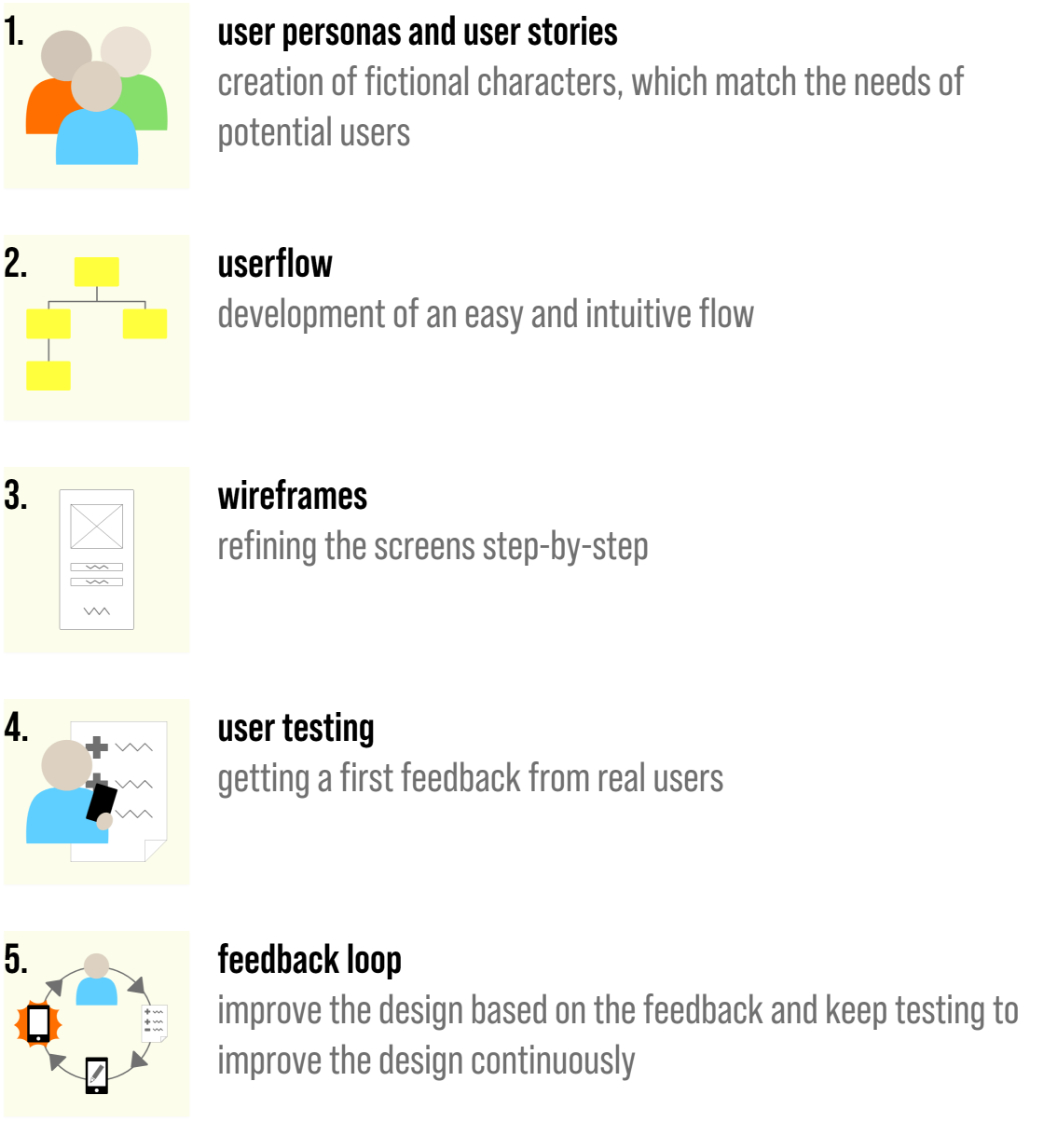 1.
user personas and user stories
creation of fictional characters, which match the needs of
potential users
2.
userflow
development of an easy and intuitive flow
3.
wireframes
refining the screens step-by-step
4.
user testing
getting a first feedback from real users
5.
feedback loop
improve the design based on the feedback and keep testing to
improve the design continuously